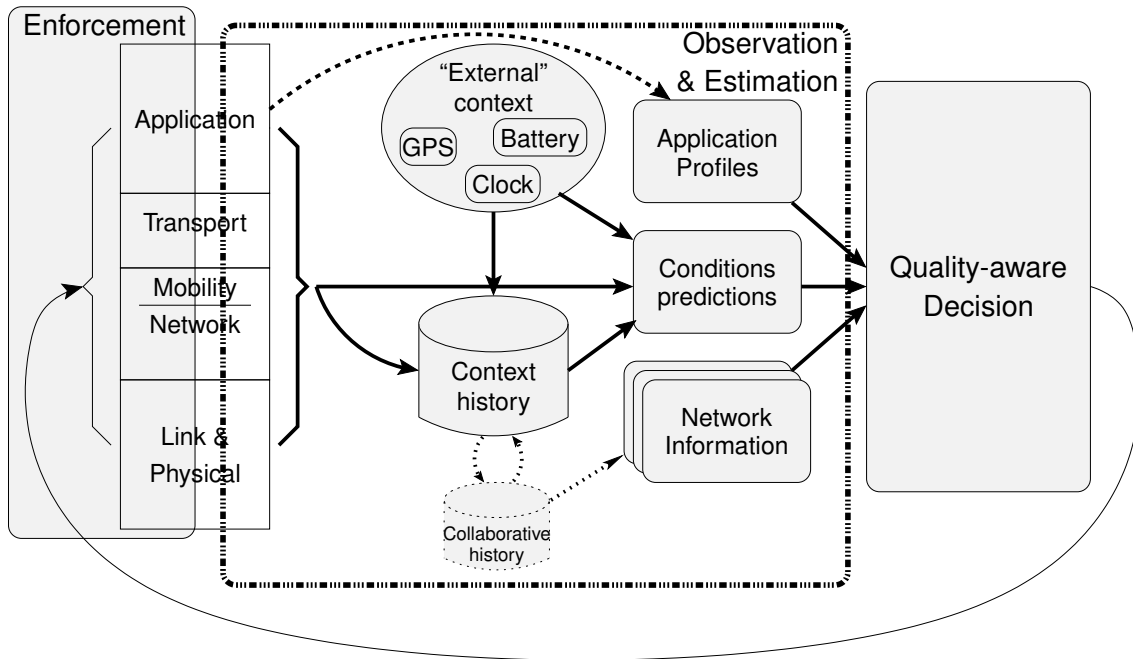 Enforcement
Observation
& Estimation
Application
Transport
Mobility
Network
Link &
Physical
“External”
context
GPS
Battery
Clock
Context
history
Collaborative
history
Application
Profiles
Conditions
predictions
Network
Information
Quality-aware
Decision